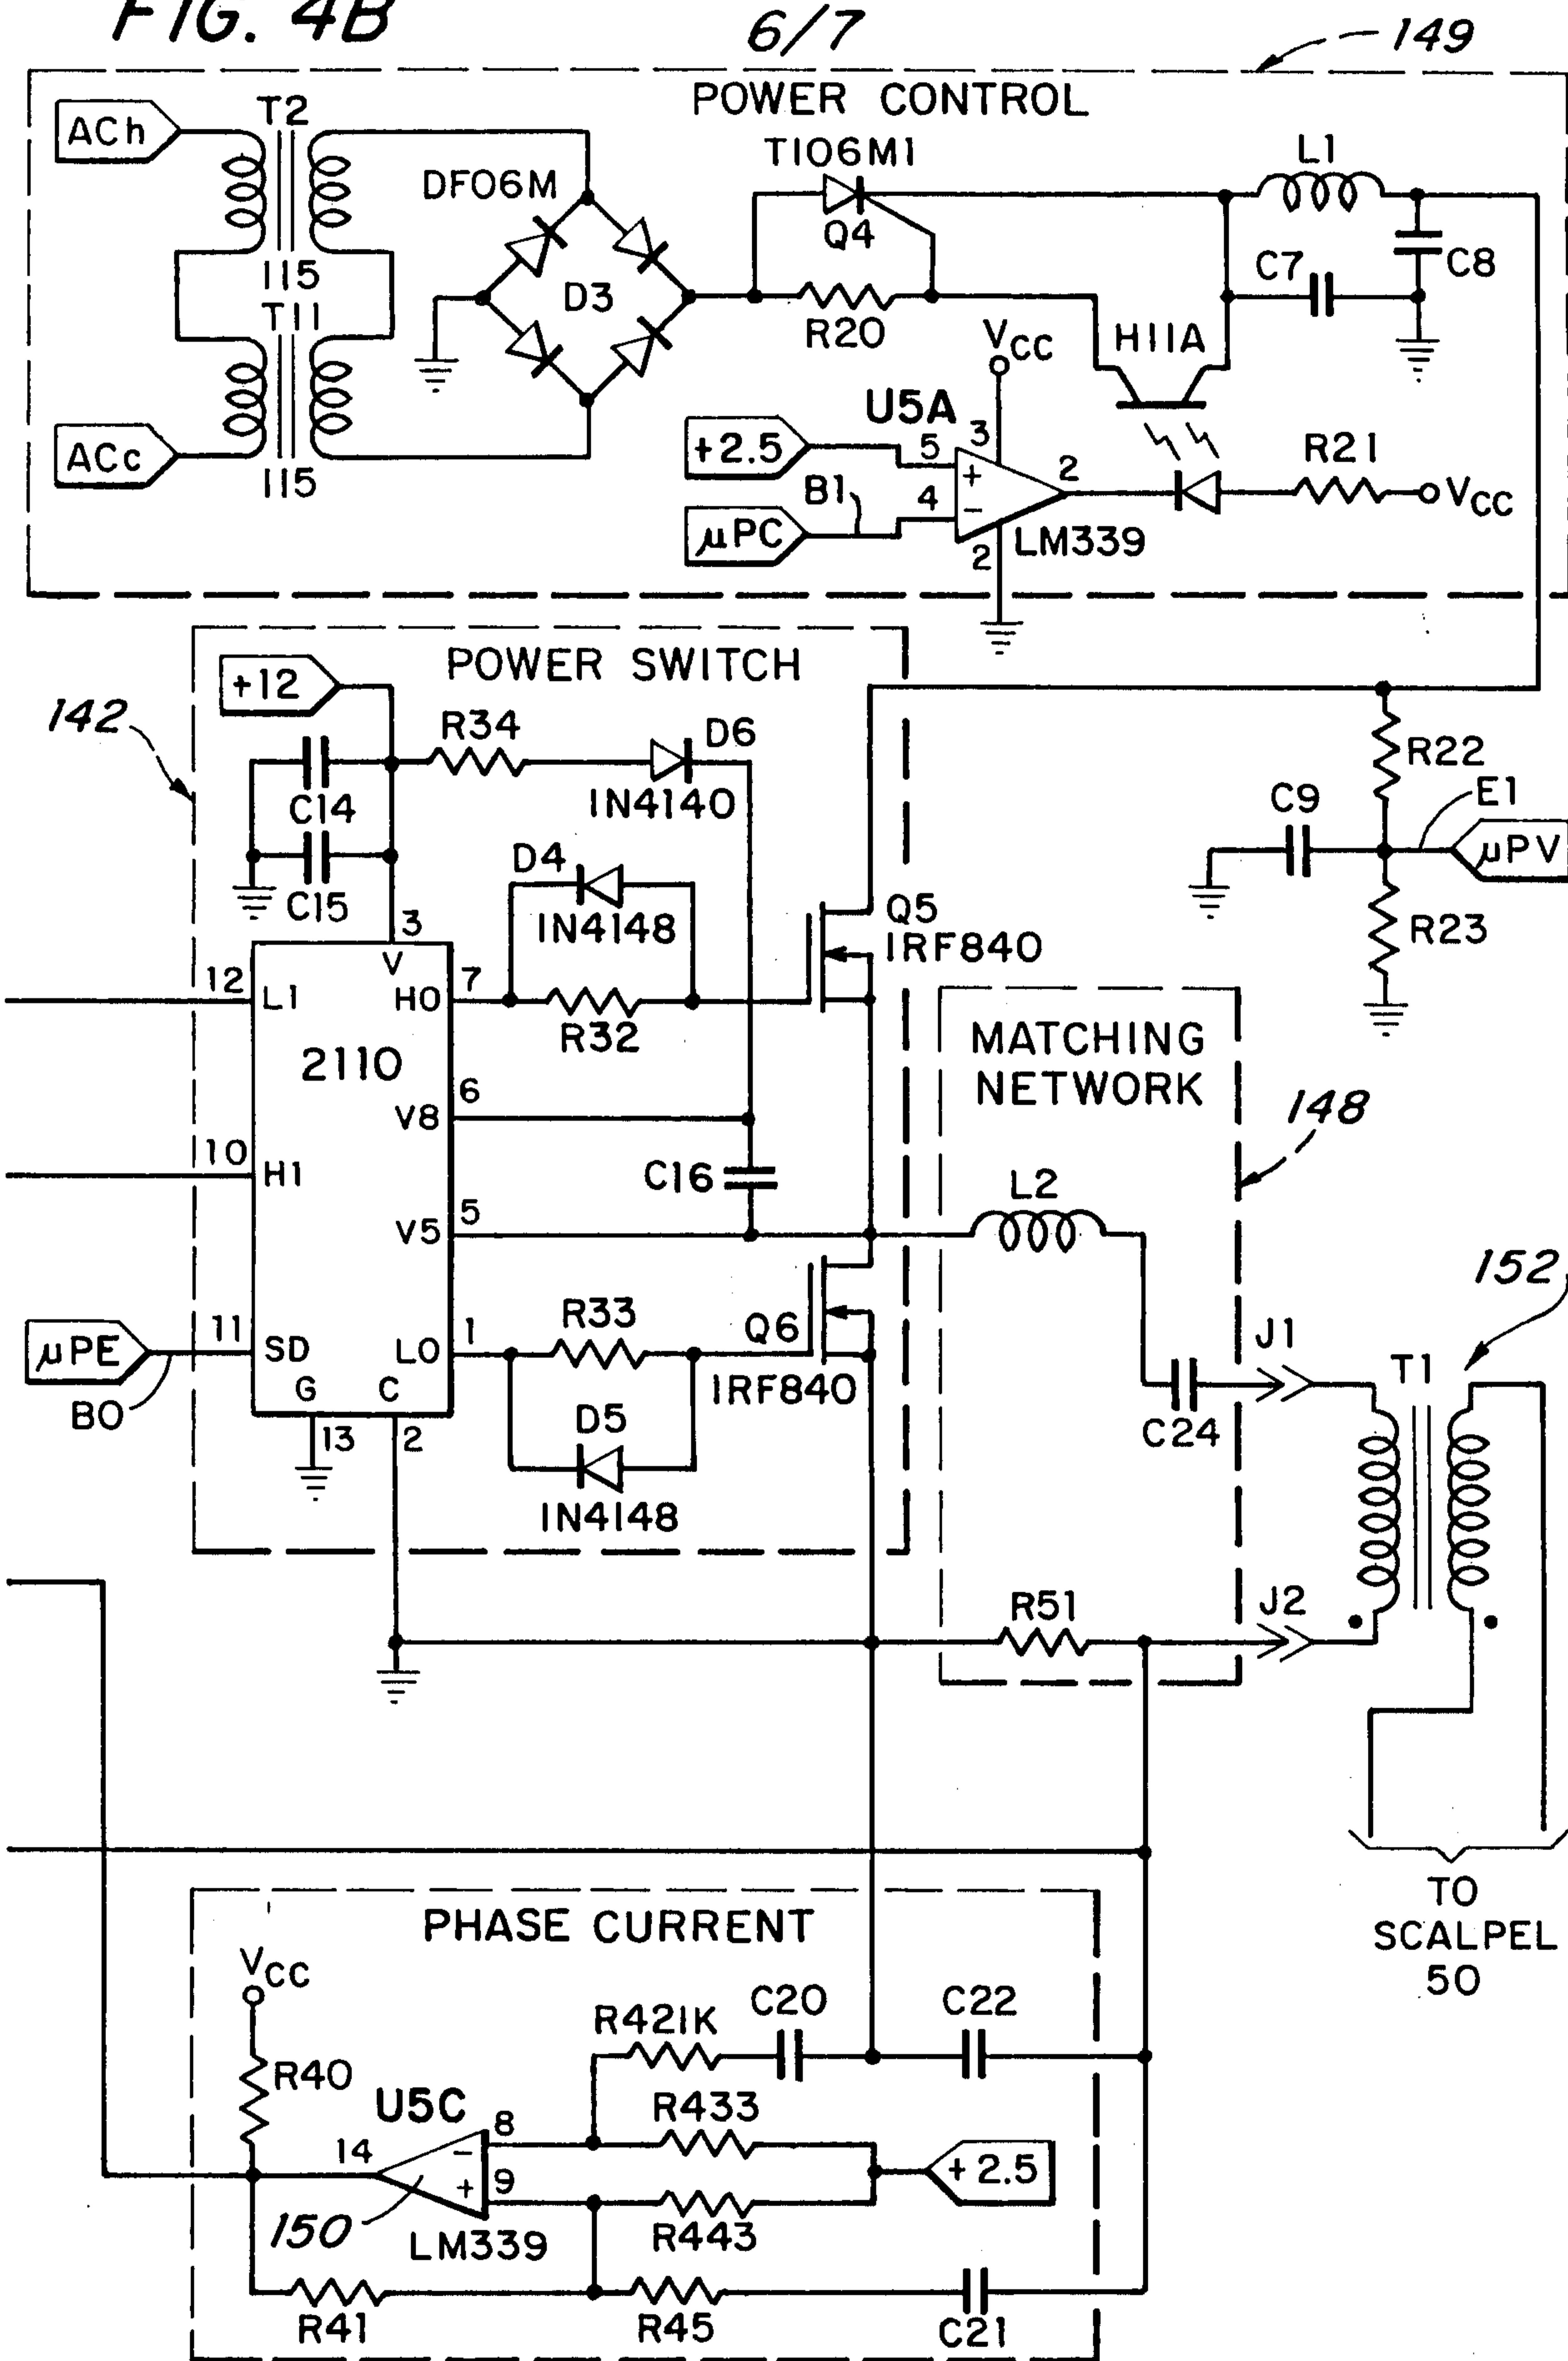 FIG. 4B
6/7
149
POWER CONTROL
ACh
T2
115
T11
115
ACc
DF06M
D3
T106M1
Q4
R20
L1
C7
C8
H11A
VCC
U5A
+2.5
5
3
+
4
-
2
2
B1
μPC
LM339
R21
VCC
POWER SWITCH
142
+12
R34
D6
IN4140
C14
C15
D4
IN4148
R32
Q5
IRF840
R22
C9
E1
μPV
R23
3
V
12
L1
HO
7
2110
V8
6
10
H1
C16
V5
5
μPE
BO
11
SD
LO
1
G
C
13
2
R33
Q6
IRF840
D5
IN4148
MATCHING
NETWORK
148
L2
C24
J1
T1
152
R51
J2
TO
SCALPEL
50
PHASE CURRENT
VCC
R40
R421K
C20
C22
U5C
14
8
-
R433
9
+
+2.5
150
LM339
R443
R41
R45
C21